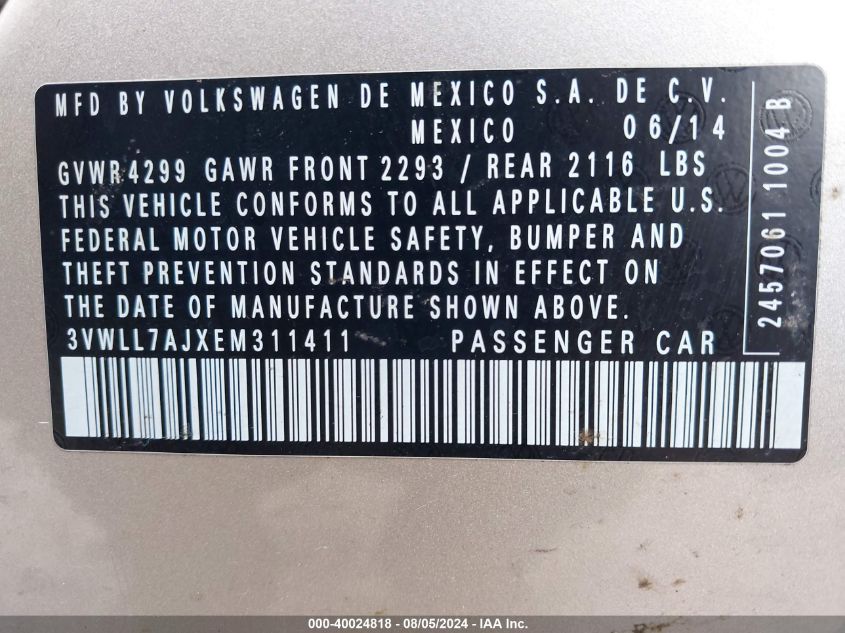 MFD BY VOLKSWAGEN DE MEXICO S.A. DE C.V.
MEXICO 06/14
GVWR 4299 GAWR FRONT 2293 / REAR 2116 LBS
THIS VEHICLE CONFORMS TO ALL APPLICABLE U.S.
FEDERAL MOTOR VEHICLE SAFETY, BUMPER AND
THEFT PREVENTION STANDARDS IN EFFECT ON
THE DATE OF MANUFACTURE SHOWN ABOVE.
3VWLL7AJXEM311411 PASSENGER CAR
2457061 1004 B
000-40024818 - 08/05/2024 - IAA Inc.